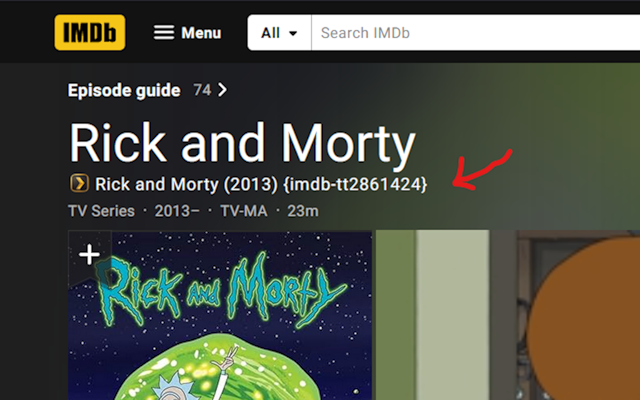 IMDb Menu All Search IMDb
Episode guide 74
Rick and Morty
Rick and Morty (2013) {imdb-tt2861424}
TV Series · 2013– · TV-MA · 23m
Rick and Morty